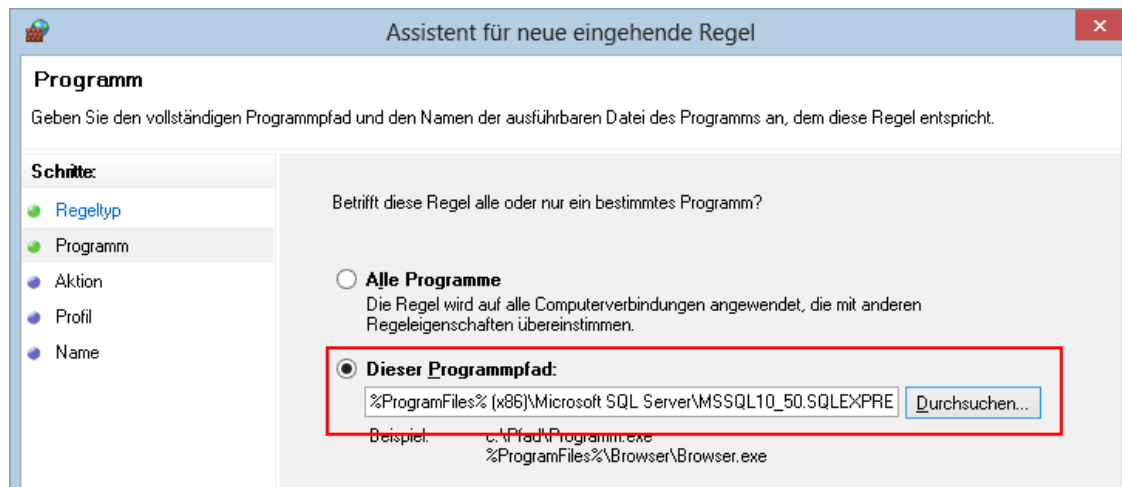 Assistent für neue eingehende Regel
Programm
Geben Sie den vollständigen Programmpfad und den Namen der ausführbaren Datei des Programms an, dem diese Regel entspricht.
Schritte:
Regeltyp
Programm
Aktion
Profil
Name
Betrifft diese Regel alle oder nur ein bestimmtes Programm?
Alle Programme
Die Regel wird auf alle Computerverbindungen angewendet, die mit anderen
Regeleigenschaften übereinstimmen.
Dieser Programmpfad:
%ProgramFiles% (x86)\Microsoft SQL Server\MSSQL10_50.SQLEXPRE
Durchsuchen...
Beispiel: c:\Pfad\Programm.exe
%ProgramFiles%\Browser\Browser.exe